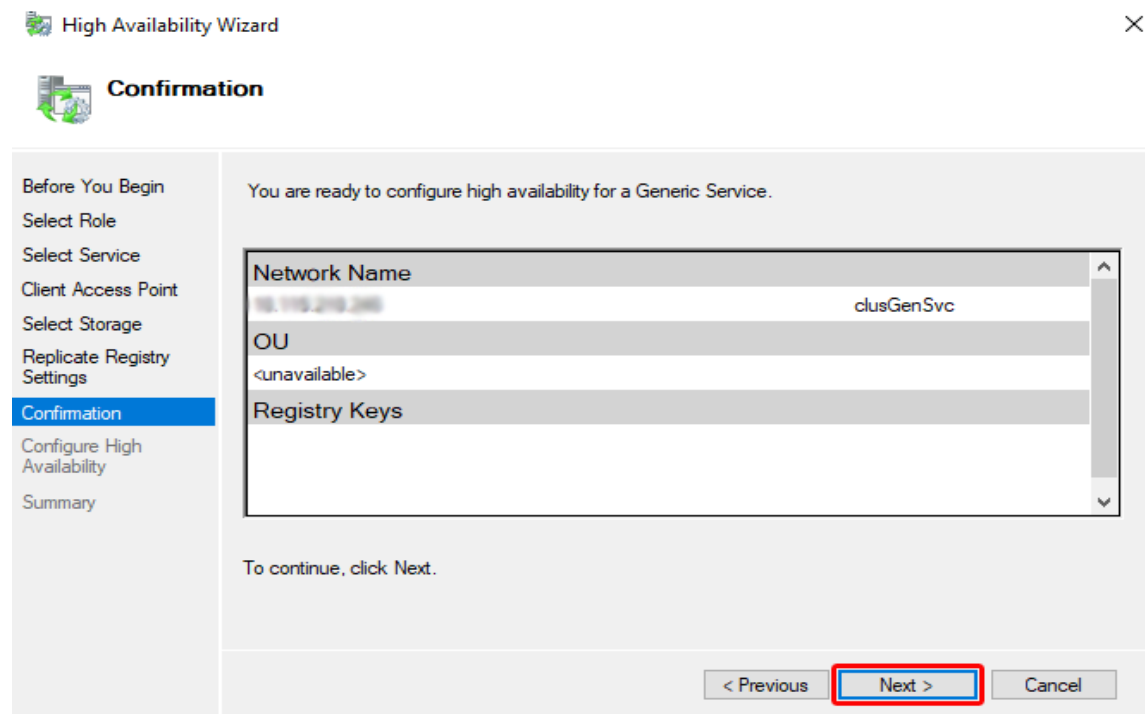 High Availability Wizard
Confirmation
Before You Begin
Select Role
Select Service
Client Access Point
Select Storage
Replicate Registry
Settings
Confirmation
Configure High
Availability
Summary
You are ready to configure high availability for a Generic Service.
Network Name
clusGenSvc
OU
<unavailable>
Registry Keys
To continue, click Next.
< Previous
Next >
Cancel